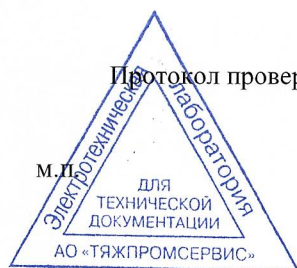 Протокол провер
м.п.
Электротехническая
лаборатория
ДЛЯ
ТЕХНИЧЕСКОЙ
ДОКУМЕНТАЦИИ
АО «ТЯЖПРОМСЕРВИС»